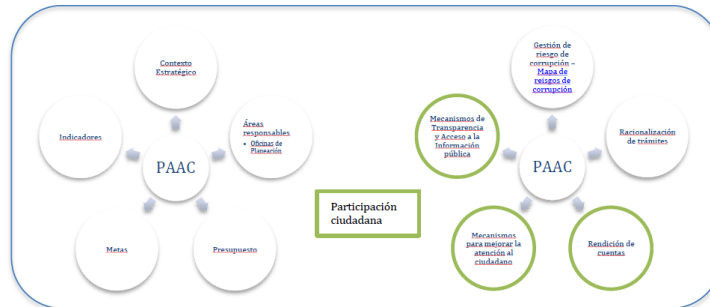 Contexto
Estratégico
Indicadores
Áreas
responsables
• Oficinas de
Planeación
PAAC
Metas
Presupuesto
Participación
ciudadana
Gestión de
riesgo de
corrupción –
Mapa de
reisgos de
corrupción
Mecanismos de
Transparencia
y Acceso a la
Información
pública
Racionalización
de trámites
PAAC
Mecanismos
para mejorar la
atención al
ciudadano
Rendición de
cuentas